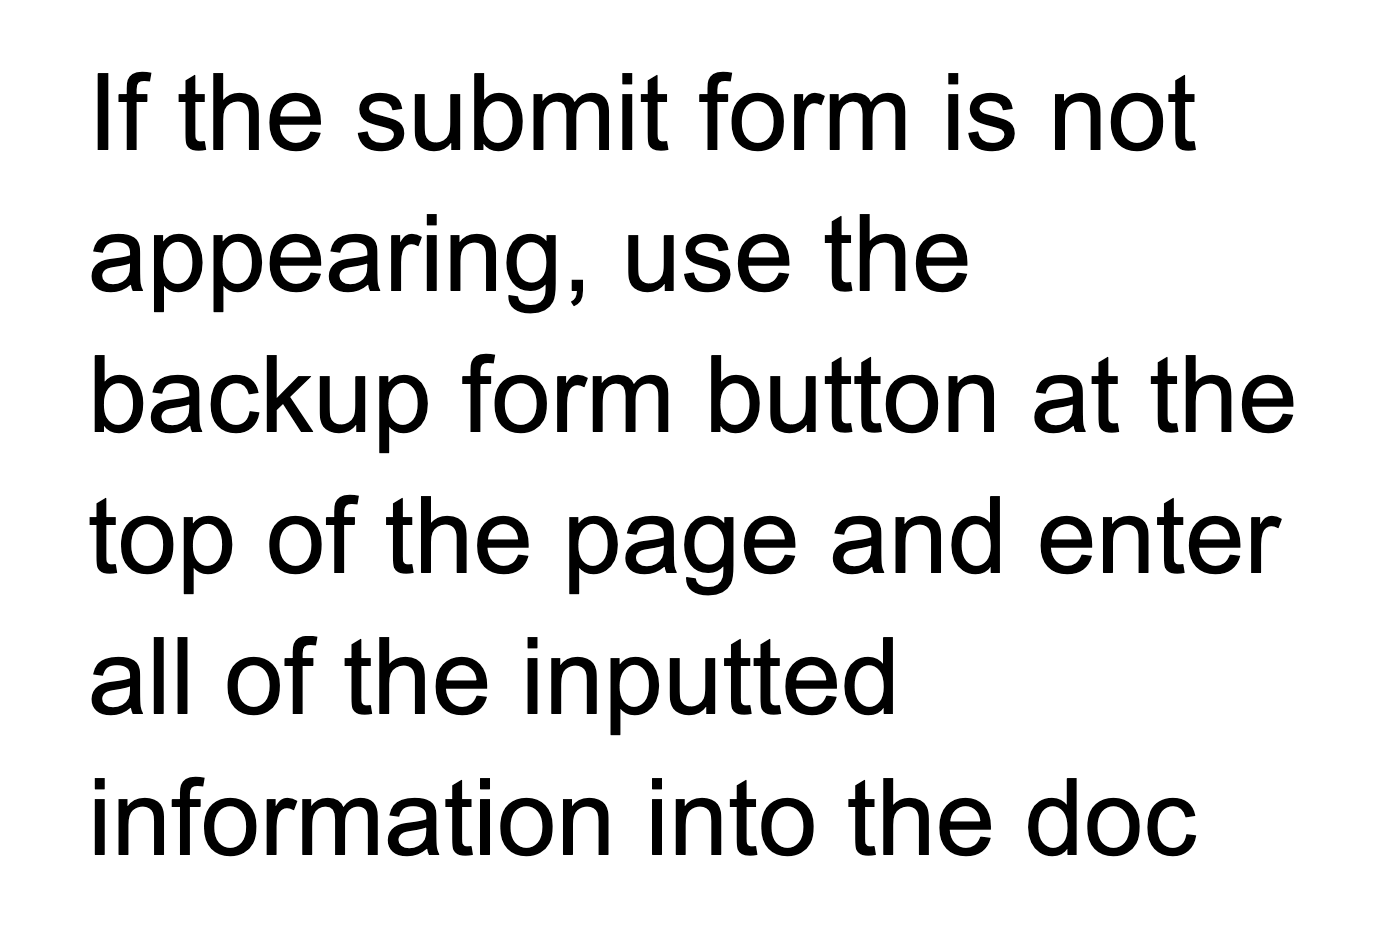 If the submit form is not
appearing, use the
backup form button at the
top of the page and enter
all of the inputted
information into the doc